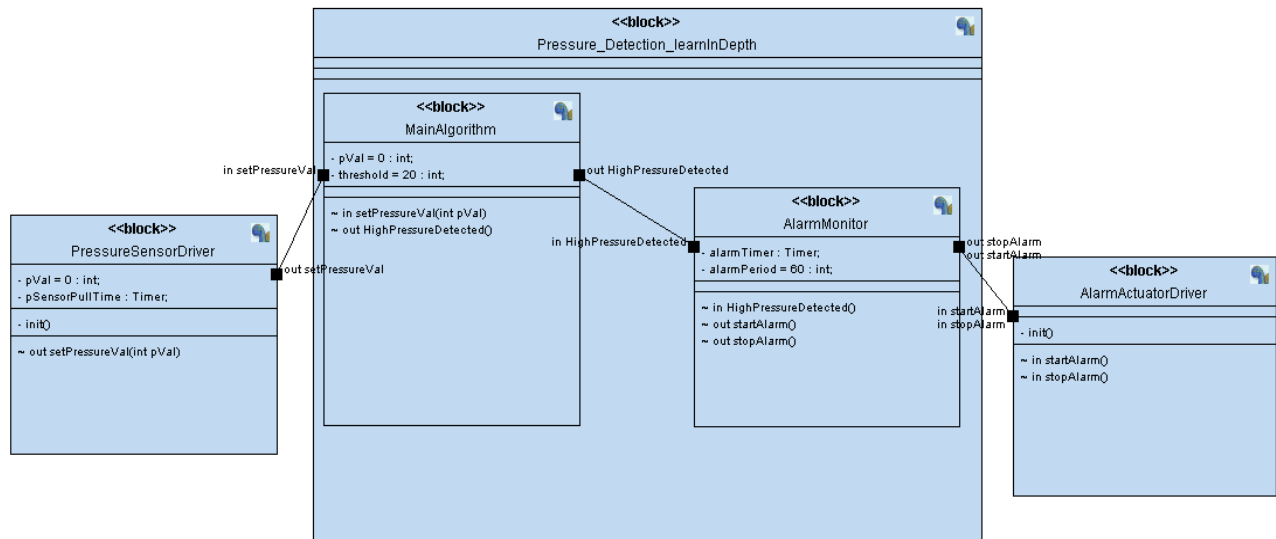 <<block>>
Pressure_Detection_learnInDepth
<<block>>
MainAlgorithm
- pVal = 0 : int;
- threshold = 20 : int;
~ in setPressureVal(int pVal)
~ out HighPressureDetected()
in setPressureVal
out HighPressureDetected
<<block>>
PressureSensorDriver
- pVal = 0 : int;
- pSensorPullTime : Timer;
- init()
~ out setPressureVal(int pVal)
out setPressureVal
<<block>>
AlarmMonitor
- alarmTimer : Timer;
- alarmPeriod = 60 : int;
~ in HighPressureDetected()
~ out startAlarm()
~ out stopAlarm()
in HighPressureDetected
out stopAlarm
out startAlarm
<<block>>
AlarmActuatorDriver
- init()
~ in startAlarm()
~ in stopAlarm()
in startAlarm
in stopAlarm